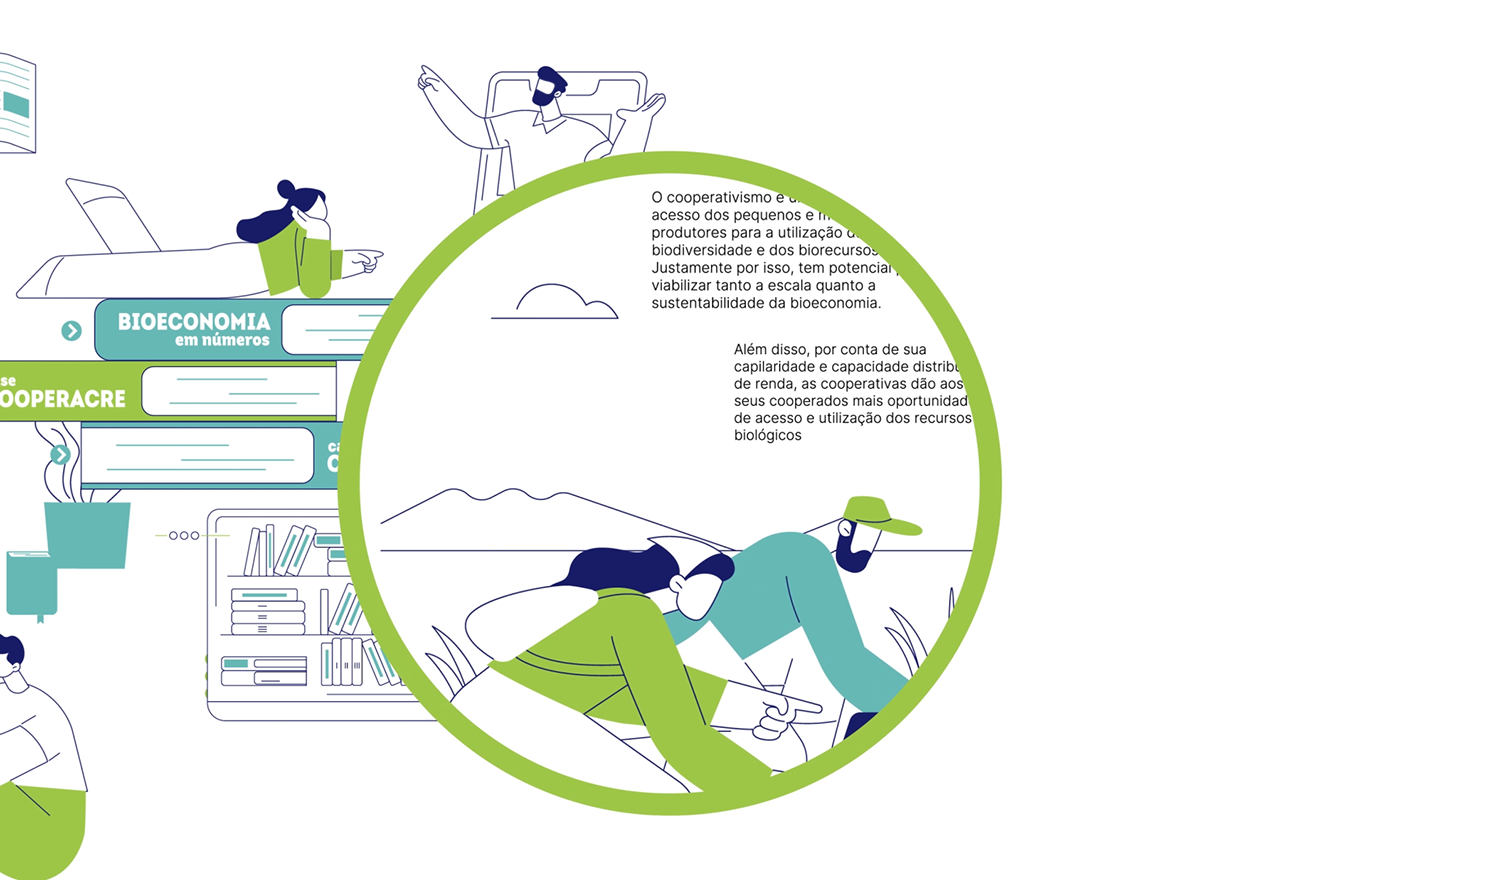 O cooperativismo é
acesso dos pequenos e
produtores para a utilização
biodiversidade e dos biorecursos
Justamente por isso, tem potencial
viabilizar tanto a escala quanto a
sustentabilidade da bioeconomia.
Além disso, por conta de sua
capilaridade e capacidade
de renda, as cooperativas dão aos
seus cooperados mais
de acesso e utilização dos recursos
biológicos
BIOECONOMIA
em números
se
OOPERACRE